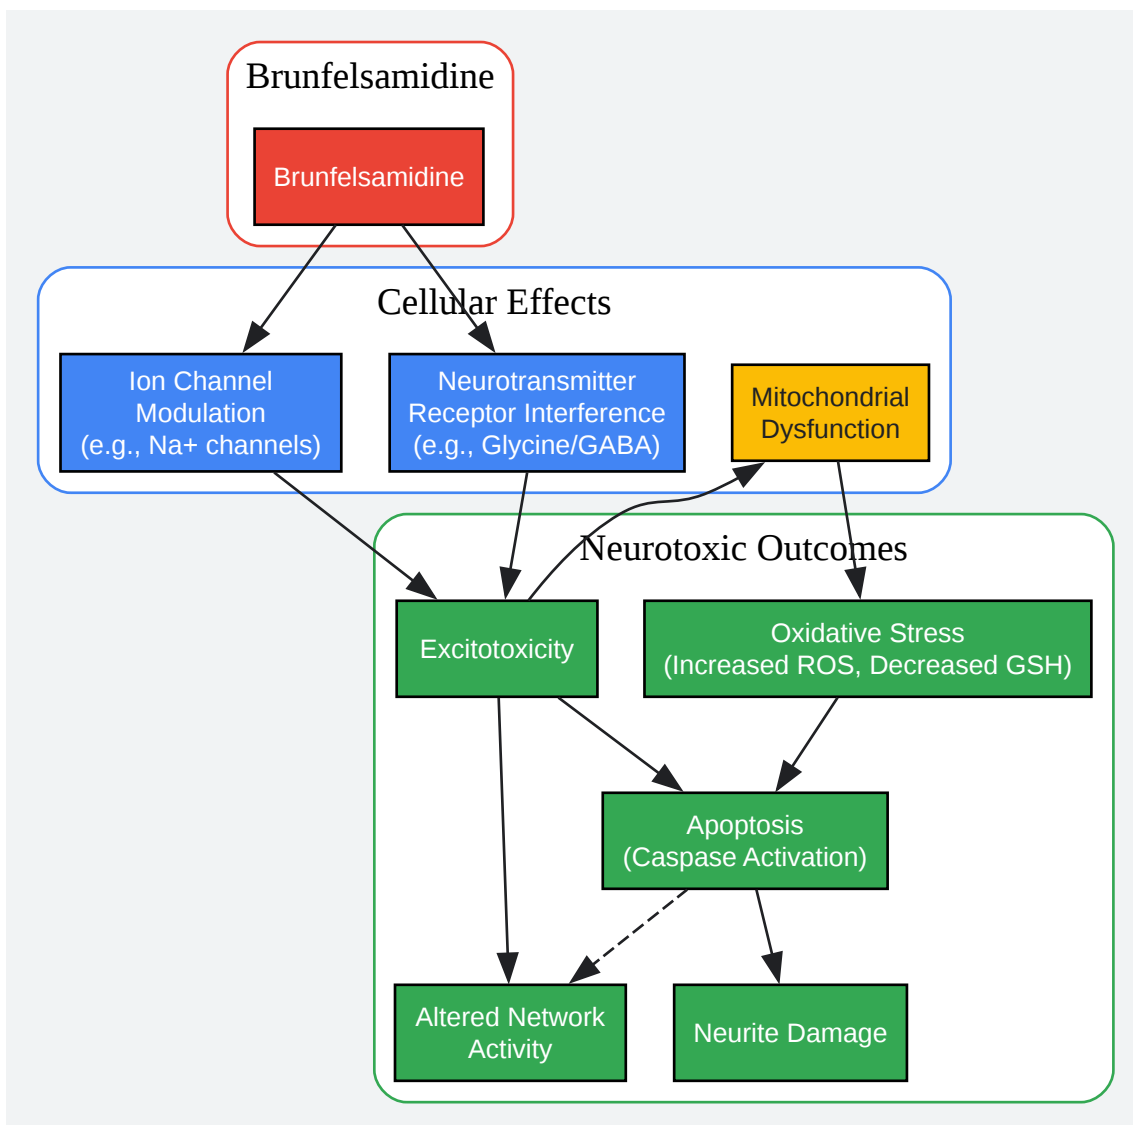 Brunfelsamidine
Brunfelsamidine
Cellular Effects
Ion Channel
Modulation
(e.g., Na+ channels)
Neurotransmitter
Receptor Interference
(e.g., Glycine/GABA)
Mitochondrial
Dysfunction
Neurotoxic Outcomes
Excitotoxicity
Oxidative Stress
(Increased ROS, Decreased GSH)
Apoptosis
(Caspase Activation)
Altered Network
Activity
Neurite Damage